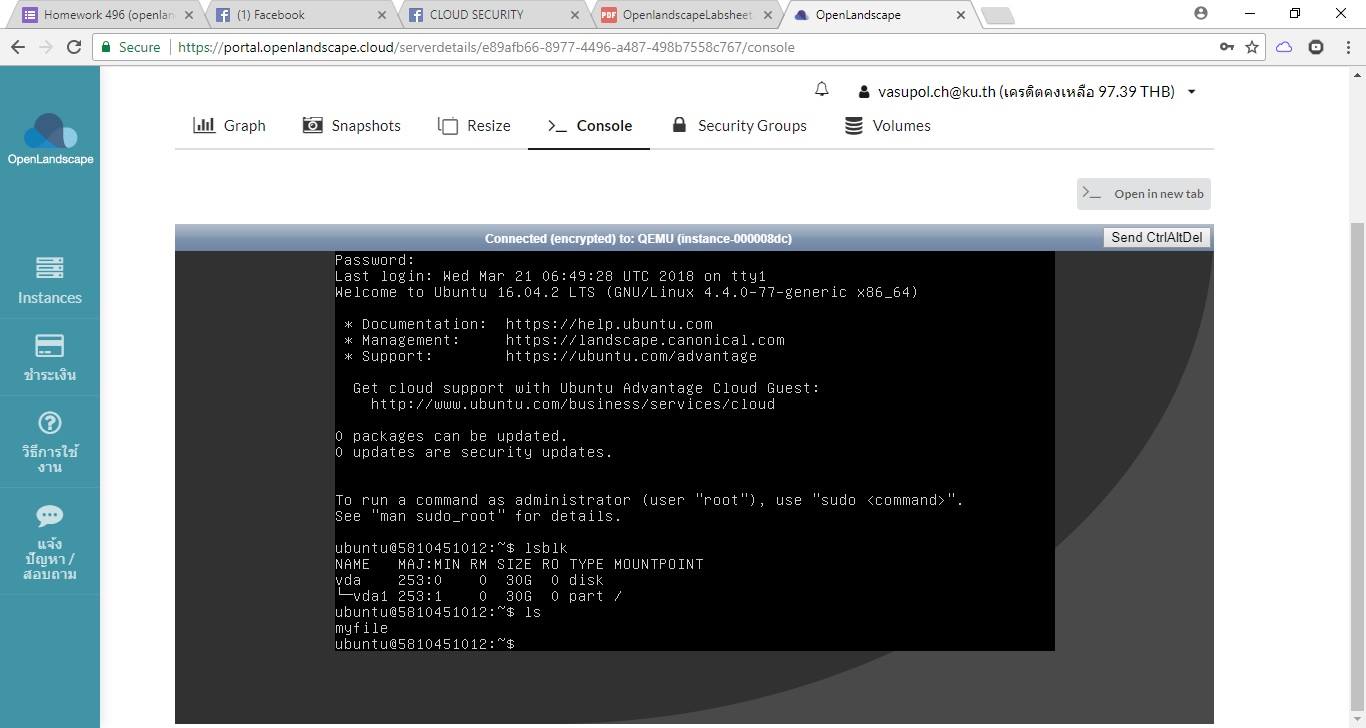 Homework 496 (openlan
(1) Facebook
CLOUD SECURITY
PDF OpenlandscapeLabsheet
OpenLandscape
Secure https://portal.openlandscape.cloud/serverdetails/e89afb66-8977-4496-a487-498b7558c767/console
vasupol.ch@ku.th (เครดิตคงเหลือ 97.39 THB)
OpenLandscape
Graph Snapshots Resize >_ Console Security Groups Volumes
>_ Open in new tab
Connected (encrypted) to: QEMU (instance-000008dc) Send CtrlAltDel
Instances
ชำระเงิน
วิธีการใช้
งาน
แจ้ง
ปัญหา /
สอบถาม
Password:
Last login: Wed Mar 21 06:49:28 UTC 2018 on tty1
Welcome to Ubuntu 16.04.2 LTS (GNU/Linux 4.4.0-77-generic x86_64)
* Documentation: https://help.ubuntu.com
* Management: https://landscape.canonical.com
* Support: https://ubuntu.com/advantage
Get cloud support with Ubuntu Advantage Cloud Guest:
http://www.ubuntu.com/business/services/cloud
0 packages can be updated.
0 updates are security updates.
To run a command as administrator (user "root"), use "sudo <command>".
See "man sudo_root" for details.
ubuntu@5810451012:~$ lsblk
NAME MAJ:MIN RM SIZE RO TYPE MOUNTPOINT
vda 253:0 0 30G 0 disk
└─vda1 253:1 0 30G 0 part /
ubuntu@5810451012:~$ ls
myfile
ubuntu@5810451012:~$